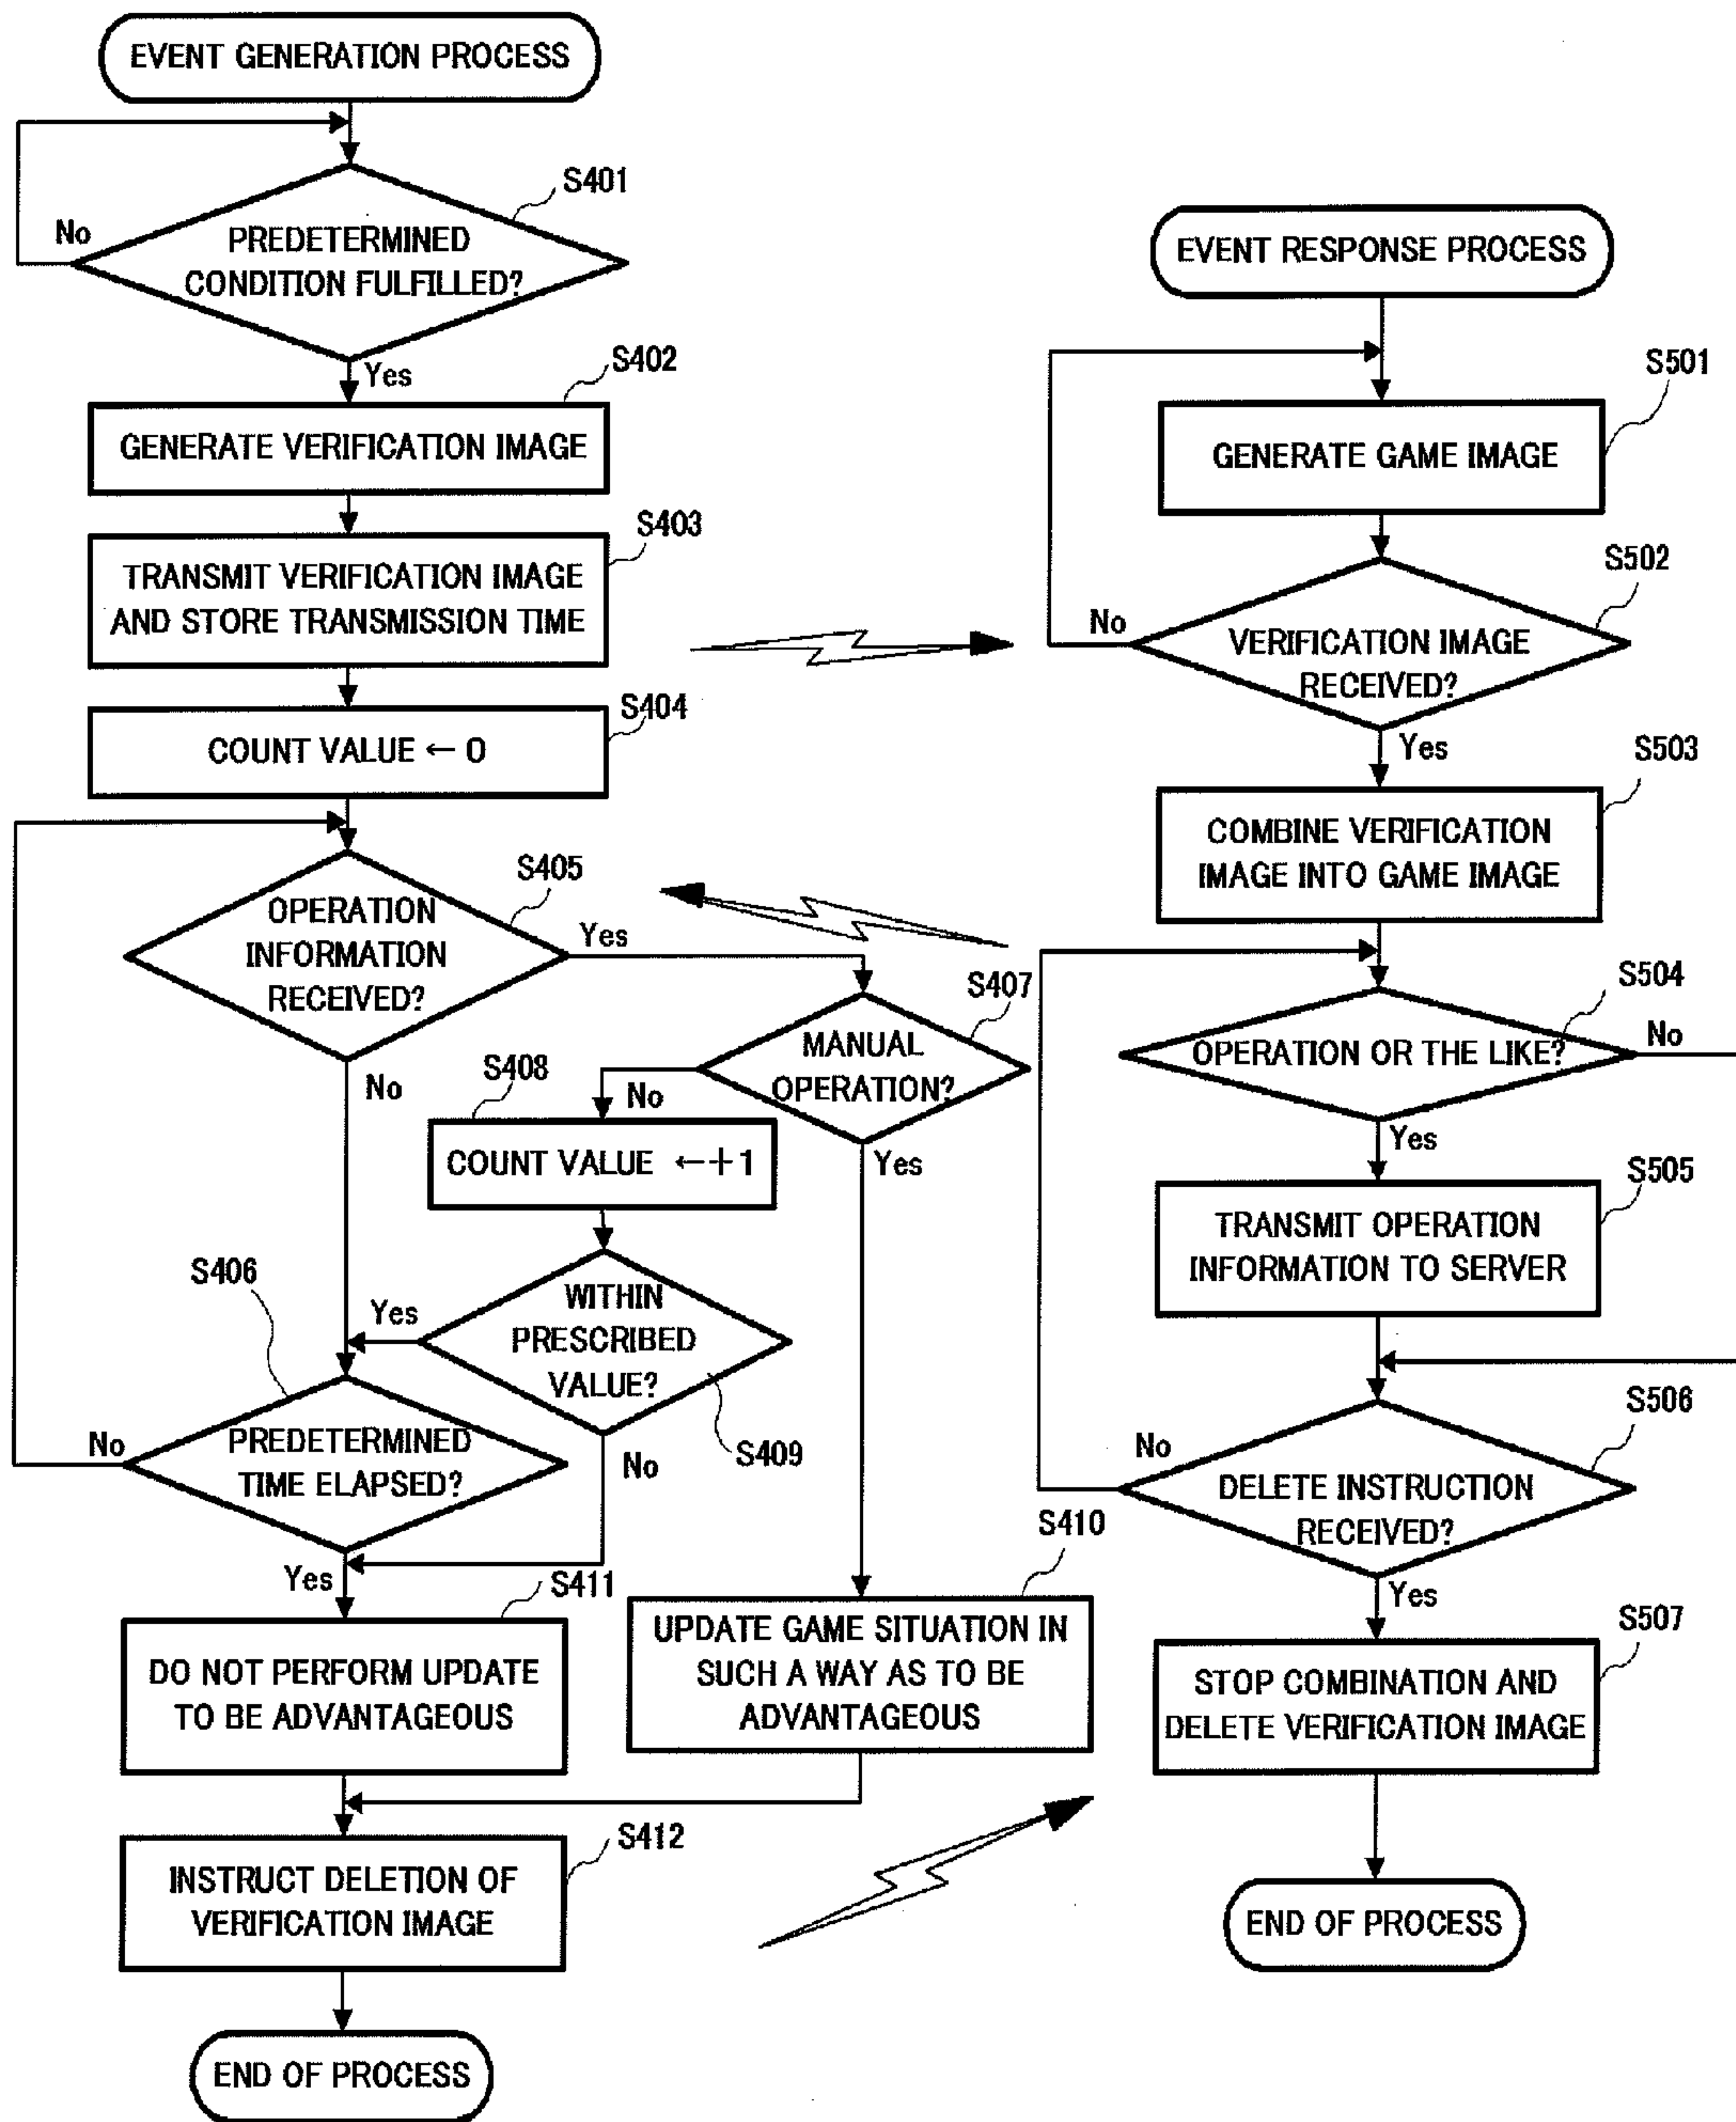 EVENT GENERATION PROCESS
S401
No
PREDETERMINED
CONDITION FULFILLED?
Yes
S402
GENERATE VERIFICATION IMAGE
S403
TRANSMIT VERIFICATION IMAGE
AND STORE TRANSMISSION TIME
S404
COUNT VALUE ← 0
S405
OPERATION
INFORMATION
RECEIVED?
Yes
No
S407
MANUAL
OPERATION?
No
Yes
S408
COUNT VALUE ←+1
S406
Yes
WITHIN
PRESCRIBED
VALUE?
S409
No
No
PREDETERMINED
TIME ELAPSED?
Yes
S411
DO NOT PERFORM UPDATE
TO BE ADVANTAGEOUS
S410
UPDATE GAME SITUATION IN
SUCH A WAY AS TO BE
ADVANTAGEOUS
S412
INSTRUCT DELETION OF
VERIFICATION IMAGE
END OF PROCESS
EVENT RESPONSE PROCESS
S501
GENERATE GAME IMAGE
S502
No
VERIFICATION IMAGE
RECEIVED?
Yes
S503
COMBINE VERIFICATION
IMAGE INTO GAME IMAGE
S504
No
OPERATION OR THE LIKE?
Yes
S505
TRANSMIT OPERATION
INFORMATION TO SERVER
S506
No
DELETE INSTRUCTION
RECEIVED?
Yes
S507
STOP COMBINATION AND
DELETE VERIFICATION IMAGE
END OF PROCESS